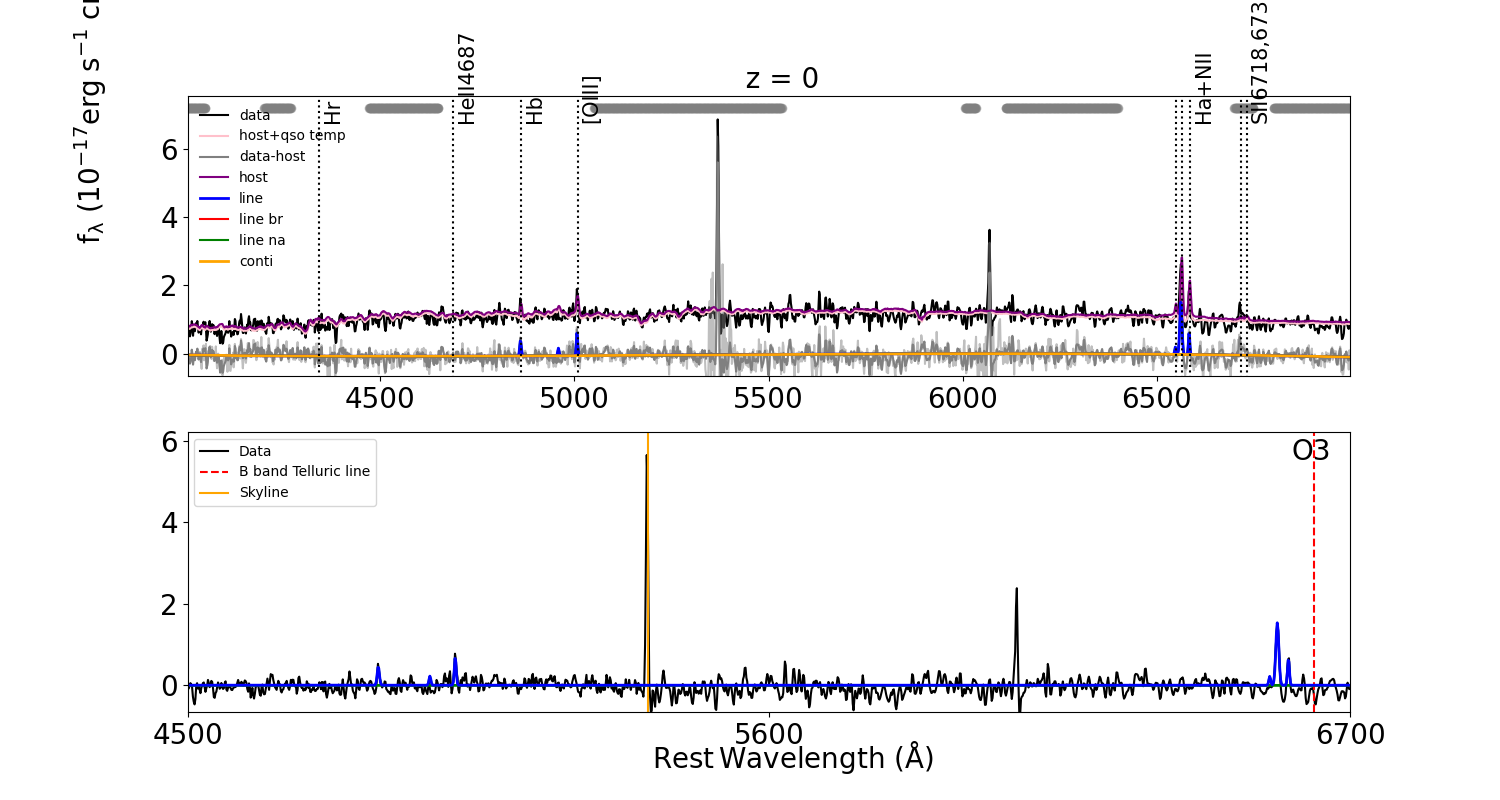 z = 0
fλ (10−17erg s−1 c
Hr
HeII4687
Hb
[OIII]
Ha+NII
SII6718,673
data
host+qso temp
data-host
host
line
line br
line na
conti
6
4
2
0
4500 5000 5500 6000 6500
Data
B band Telluric line
Skyline
O3
6
4
2
0
4500 5600 6700
Rest Wavelength (Å)